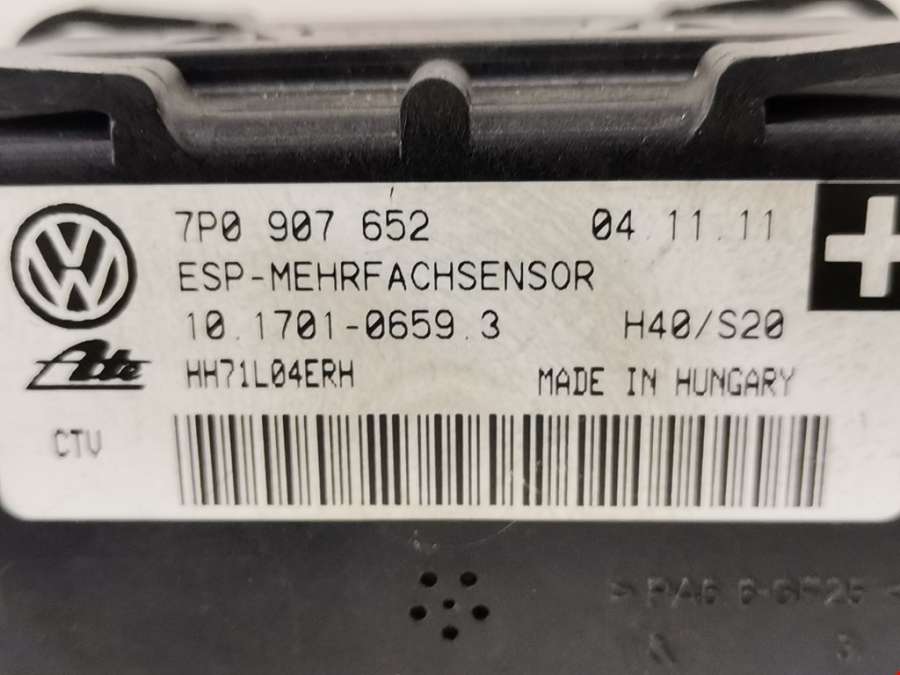 7P0 907 652 04.11.11
ESP-MEHRFACHSENSOR
10.1701-0659.3 H40/S20
Ate HH71L04ERH MADE IN HUNGARY
CTV